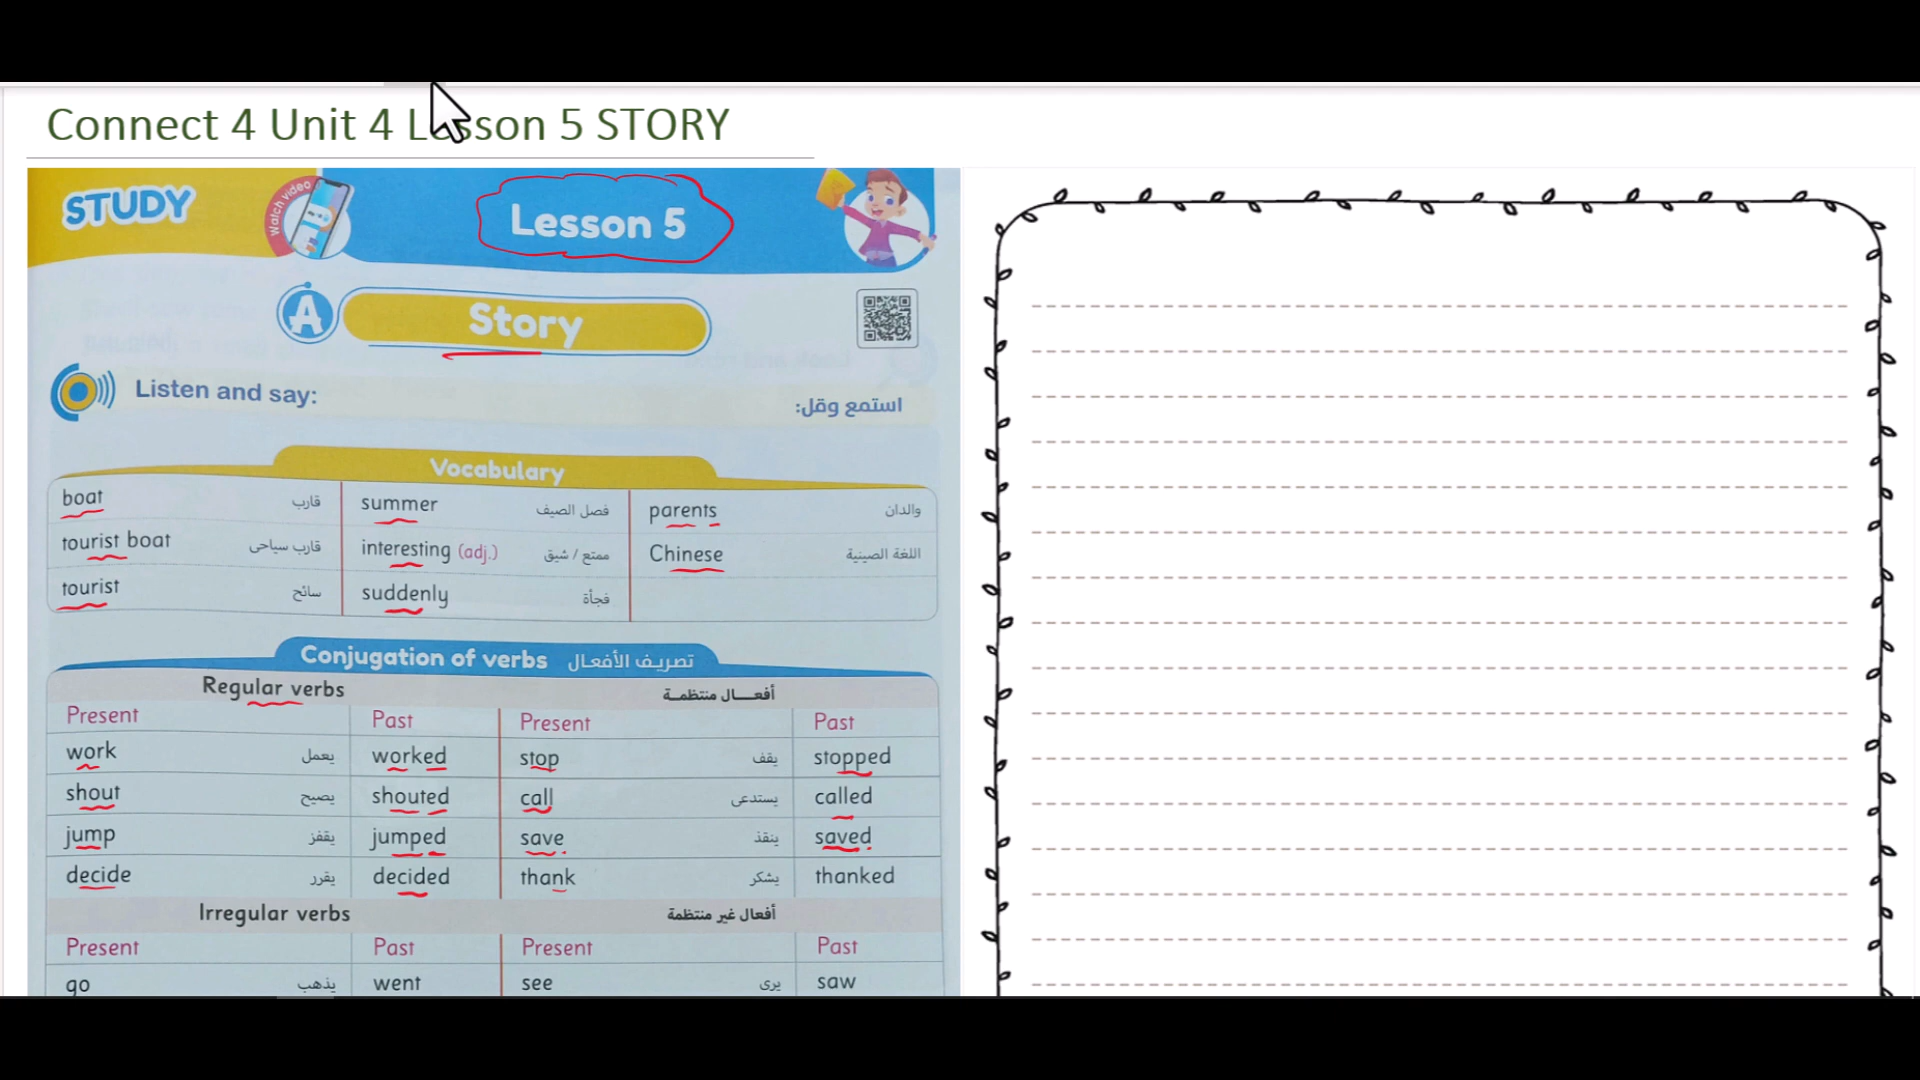 Connect 4 Unit 4 Lesson 5 STORY
STUDY
Watch video
Lesson 5
A Story
Listen and say: استمع وقل:
Vocabulary
boat قارب summer فصل الصيف parents والدان
tourist boat قارب سياحى interesting (adj.) ممتع / شيق Chinese اللغة الصينية
tourist سائح suddenly فجأة
Conjugation of verbs تصريف الأفعال
Regular verbs أفعال منتظمة
Present Past Present Past
work يعمل worked stop يقف stopped
shout يصيح shouted call يستدعى called
jump يقفز jumped save ينقذ saved
decide يقرر decided thank يشكر thanked
Irregular verbs أفعال غير منتظمة
Present Past Present Past
go يذهب went see يرى saw